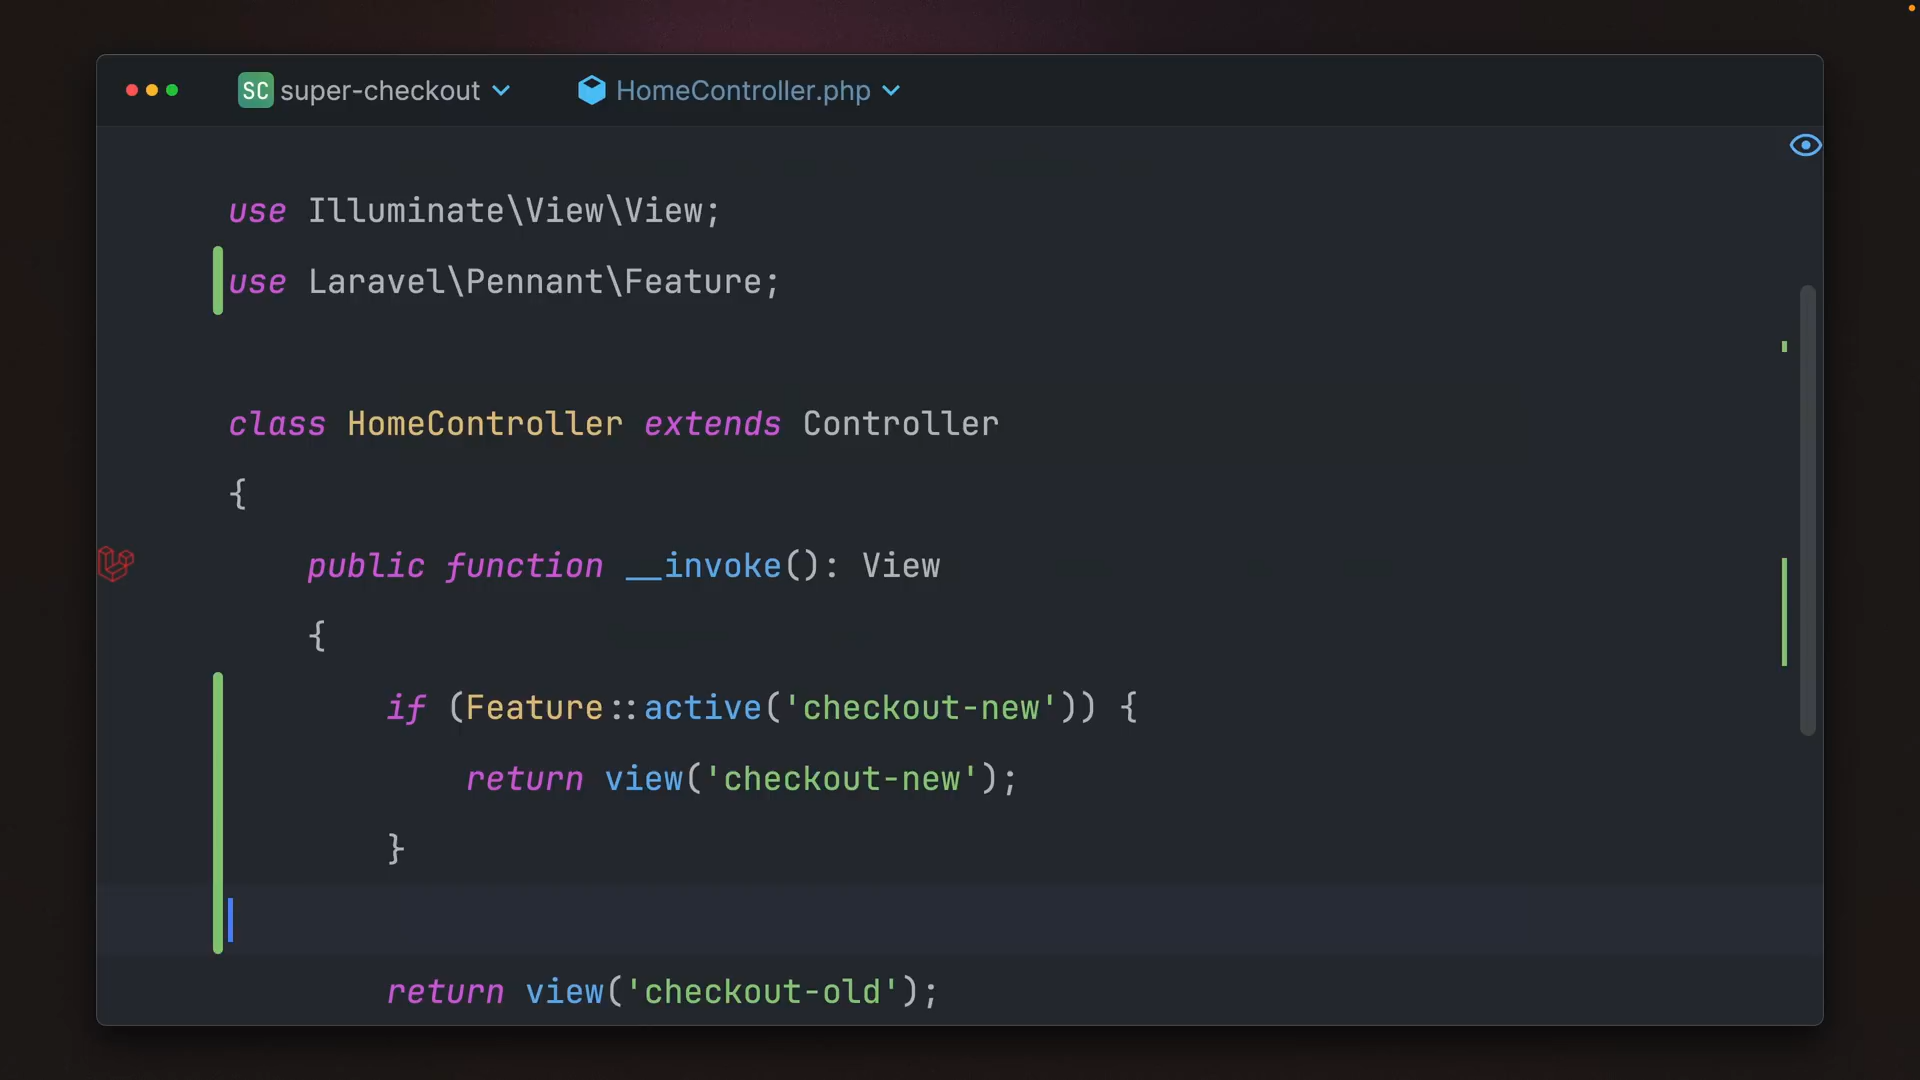 SC super-checkout HomeController.php
use Illuminate\View\View;
use Laravel\Pennant\Feature;
class HomeController extends Controller
{
public function __invoke(): View
{
if (Feature::active('checkout-new')) {
return view('checkout-new');
}
return view('checkout-old');